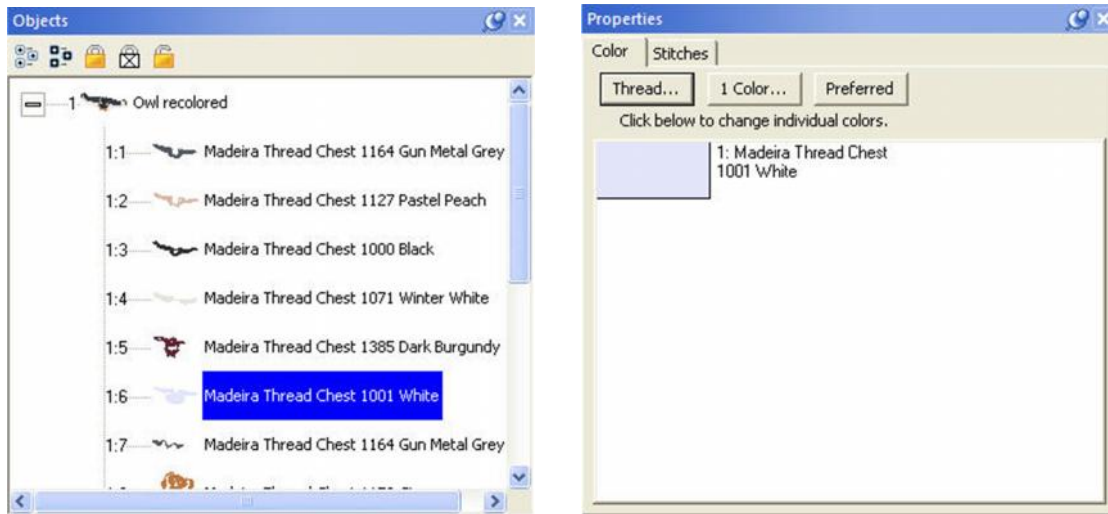 Objects
1 Owl recolored
1:1 Madeira Thread Chest 1164 Gun Metal Grey
1:2 Madeira Thread Chest 1127 Pastel Peach
1:3 Madeira Thread Chest 1000 Black
1:4 Madeira Thread Chest 1071 Winter White
1:5 Madeira Thread Chest 1385 Dark Burgundy
1:6 Madeira Thread Chest 1001 White
1:7 Madeira Thread Chest 1164 Gun Metal Grey
Properties
Color Stitches
Thread... 1 Color... Preferred
Click below to change individual colors.
1: Madeira Thread Chest
1001 White